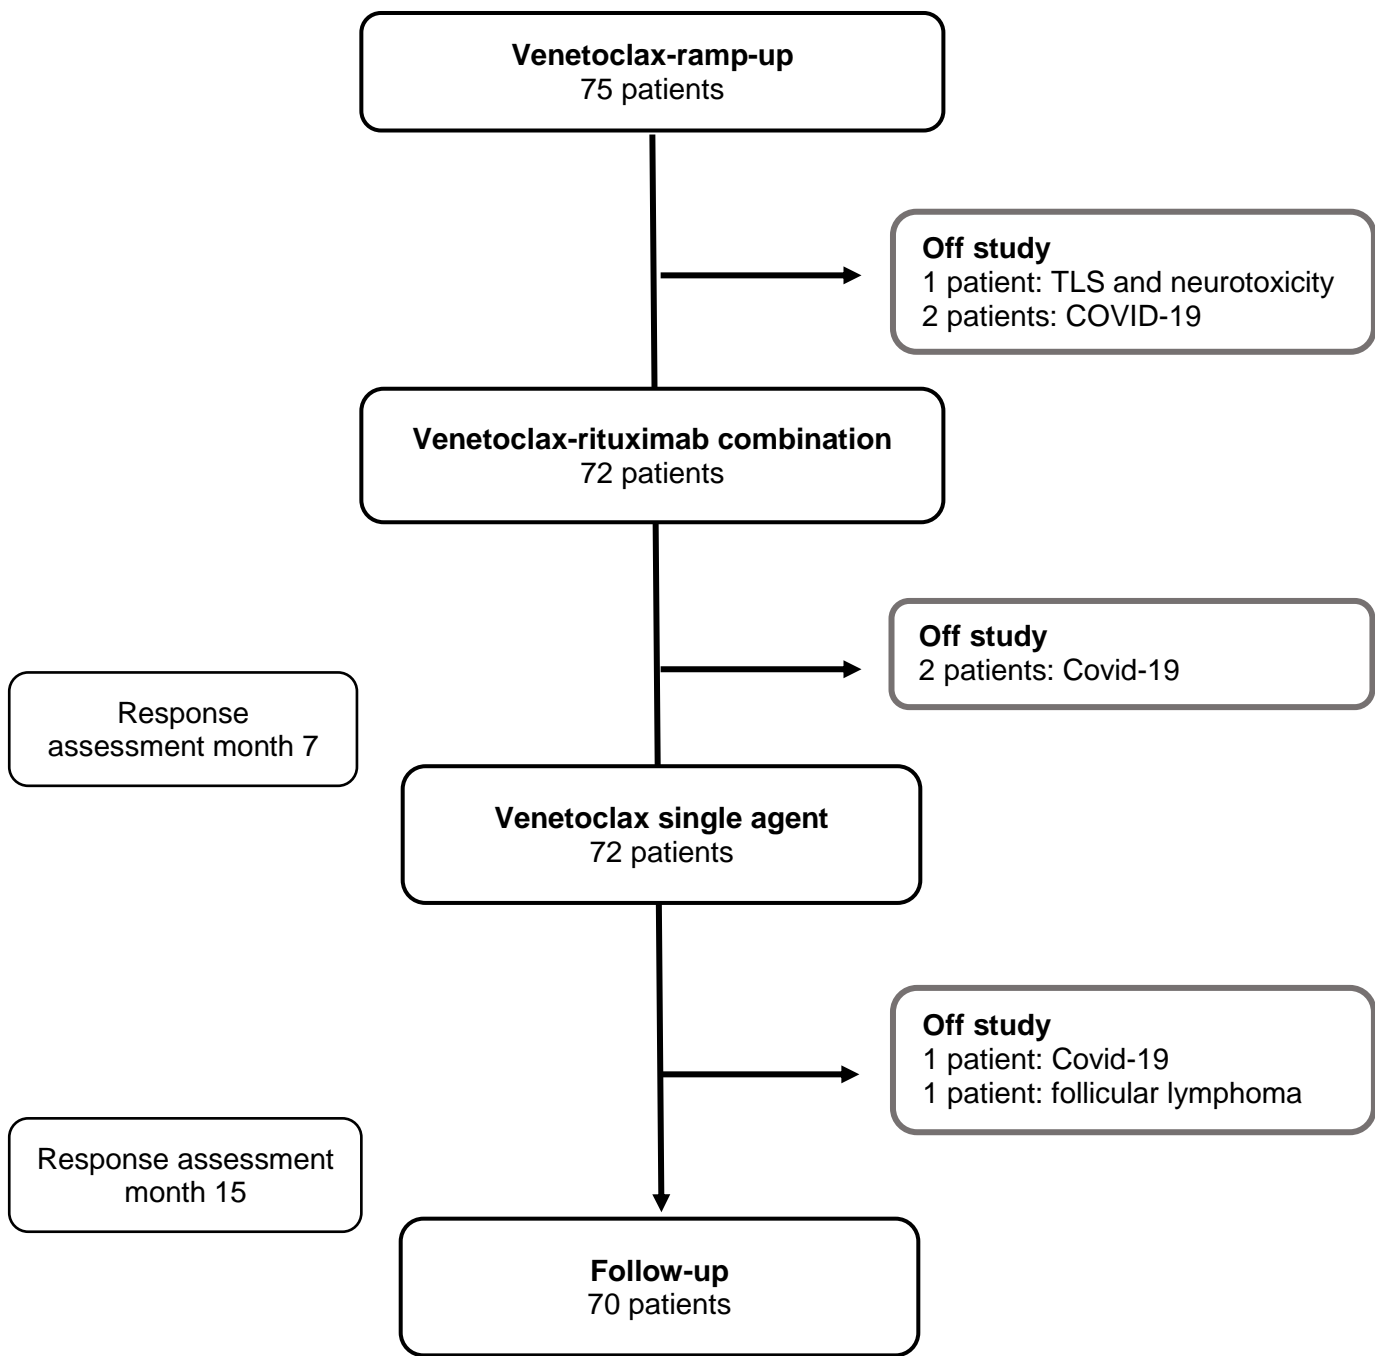 Venetoclax-ramp-up
75 patients
Off study
1 patient: TLS and neurotoxicity
2 patients: COVID-19
Venetoclax-rituximab combination
72 patients
Off study
2 patients: Covid-19
Response
assessment month 7
Venetoclax single agent
72 patients
Off study
1 patient: Covid-19
1 patient: follicular lymphoma
Response assessment
month 15
Follow-up
70 patients